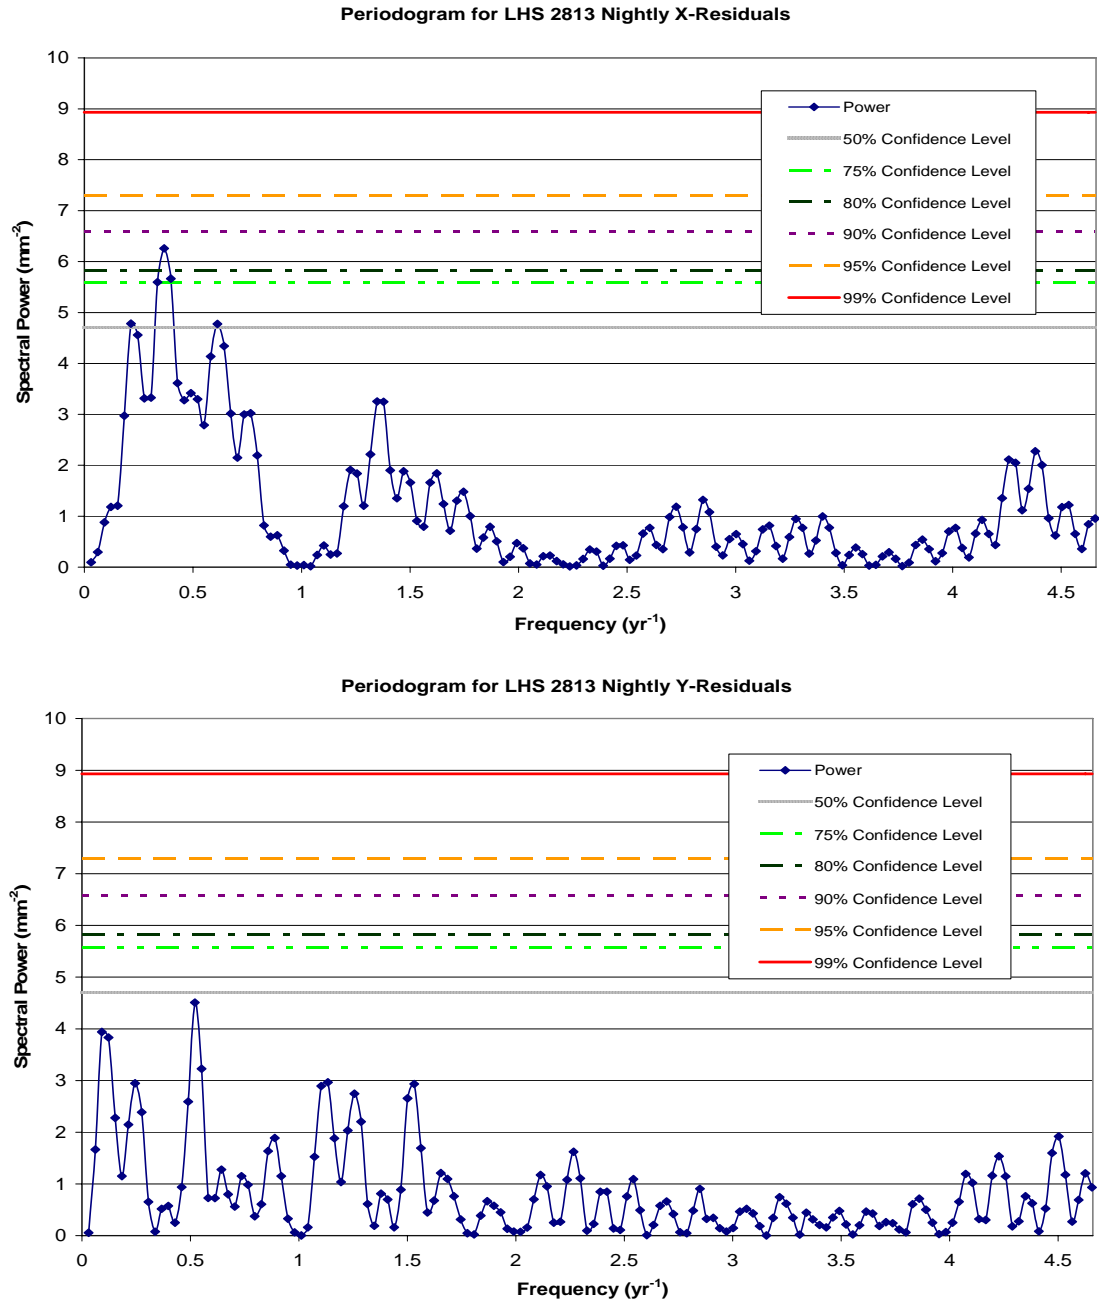 Periodogram for LHS 2813 Nightly X-Residuals
10
9
8
7
6
5
4
3
2
1
0
Spectral Power (mm⁻²)
Power
50% Confidence Level
75% Confidence Level
80% Confidence Level
90% Confidence Level
95% Confidence Level
99% Confidence Level
0 0.5 1 1.5 2 2.5 3 3.5 4 4.5
Frequency (yr⁻¹)
Periodogram for LHS 2813 Nightly Y-Residuals
10
9
8
7
6
5
4
3
2
1
0
Spectral Power (mm⁻²)
Power
50% Confidence Level
75% Confidence Level
80% Confidence Level
90% Confidence Level
95% Confidence Level
99% Confidence Level
0 0.5 1 1.5 2 2.5 3 3.5 4 4.5
Frequency (yr⁻¹)